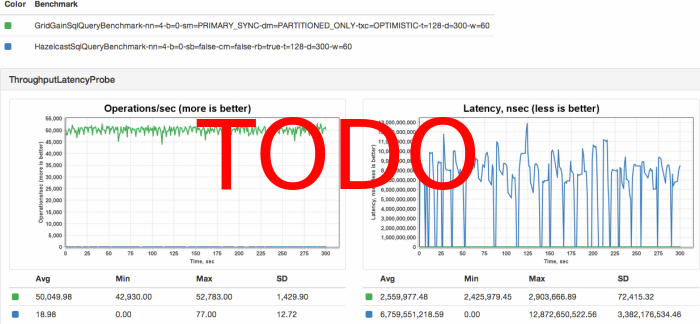 Color Benchmark
GridGainSqlQueryBenchmark-nn=4-b=0-sm=PRIMARY_SYNC-dm=PARTITIONED_ONLY-txc=OPTIMISTIC-t=128-d=300-w=60
HazelcastSqlQueryBenchmark-nn=4-b=0-sb=false-cm=false-rb=true-t=128-d=300-w=60
ThroughputLatencyProbe
Operations/sec (more is better)
Operations/sec (more is better)
55,000
50,000
45,000
40,000
35,000
30,000
25,000
20,000
15,000
10,000
5,000
0
0 25 50 75 100 125 150 175 200 225 250 275 300
Time, sec
TODO
Latency, nsec (less is better)
Latency, nsec (less is better)
13,000,000,000
12,000,000,000
11,000,000,000
10,000,000,000
9,000,000,000
8,000,000,000
7,000,000,000
6,000,000,000
5,000,000,000
4,000,000,000
3,000,000,000
2,000,000,000
1,000,000,000
0
0 25 50 75 100 125 150 175 200 225 250 275 300
Time, sec
Avg Min Max SD
50,049.98 42,930.00 52,783.00 1,429.90
18.98 0.00 77.00 12.72
Avg Min Max SD
2,559,977.48 2,425,979.45 2,903,666.89 72,415.32
6,759,551,218.59 0.00 12,872,650,522.56 3,382,176,534.46